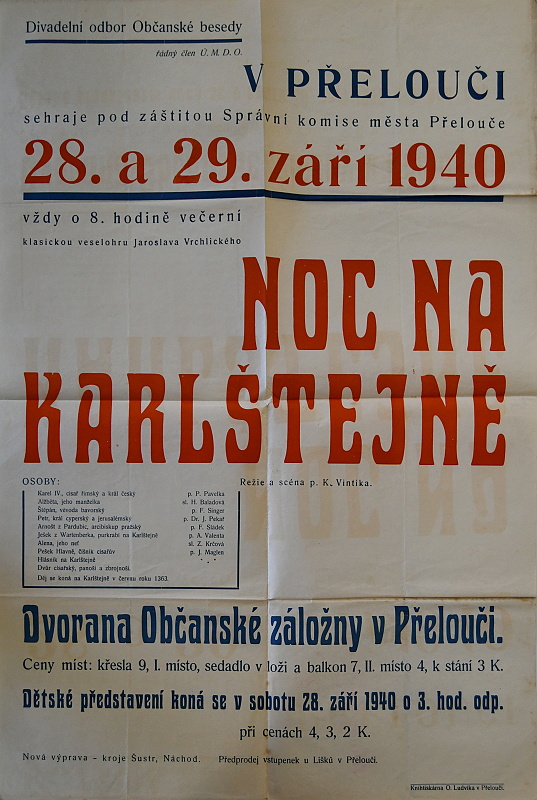 Divadelní odbor Občanské besedy
řádný člen Ú. M. D. O.
V PŘELOUČI
sehraje pod záštitou Správní komise města Přelouče
28. a 29. září 1940
vždy o 8. hodině večerní
klasickou veselohru Jaroslava Vrchlického
NOC NA
KARLŠTEJNĚ
OSOBY:
Režie a scéna p. K. Vintika.
Karel IV., císař římský a král český p. P. Pavelka
Alžběta, jeho manželka sl. H. Baladová
Štěpán, vévoda bavorský p. F. Singer
Petr, král cyperský a jerusalémský p. Dr. J. Pekař
Arnošt z Pardubic, arcibiskup pražský p. F. Sládek
Ješek z Wartenberka, purkrabí na Karlštejně p. A. Valenta
Alena, jeho neť sl. Z. Krčová
Pešek Hlavně, číšník císařův p. J. Maglen
Hlásník na Karlštejně * * *
Dvůr císařský, panoši a zbrojnoši.
Děj se koná na Karlštejně v červnu roku 1363.
Dvorana Občanské záložny v Přelouči.
Ceny míst: křesla 9, I. místo, sedadlo v loži a balkon 7, II. místo 4, k stání 3 K.
Dětské představení koná se v sobotu 28. září 1940 o 3. hod. odp.
při cenách 4, 3, 2 K.
Nová výprava - kroje Šustr, Náchod. Předprodej vstupenek u Lišků v Přelouči.
Knihtiskárna O. Ludvíka v Přelouči.